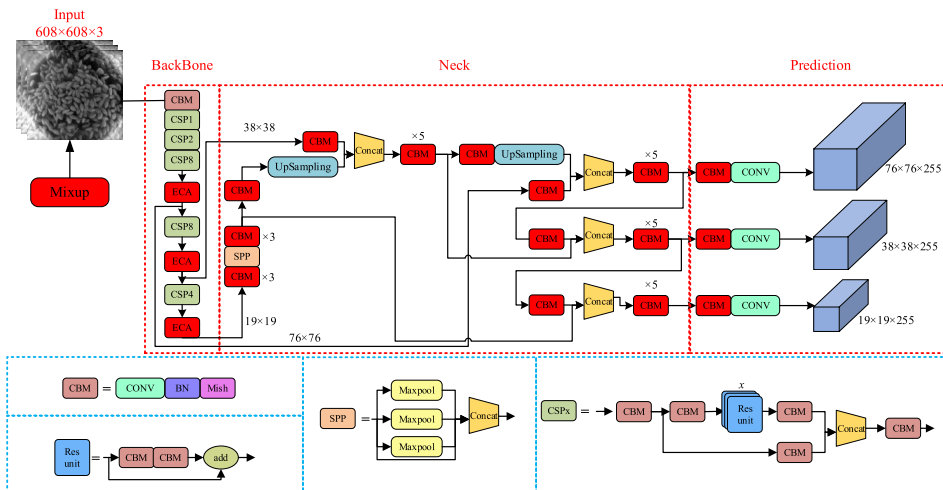 Input
608×608×3
BackBone
Neck
Prediction
Mixup
CBM
CSP1
CSP2
CSP8
ECA
CSP8
ECA
CSP4
ECA
38×38
CBM
UpSampling
CBM
CBM
×3
SPP
CBM
×3
19×19
76×76
Concat
×5
CBM
CBM
UpSampling
CBM
Concat
×5
CBM
CBM
Concat
×5
CBM
CBM
Concat
×5
CBM
CBM
CONV
76×76×255
CBM
CONV
38×38×255
CBM
CONV
19×19×255
CBM
=
CONV
BN
Mish
Res
unit
=
CBM
CBM
add
SPP
=
Maxpool
Maxpool
Maxpool
Concat
CSPx
=
CBM
CBM
x
Res
unit
CBM
CBM
Concat
CBM